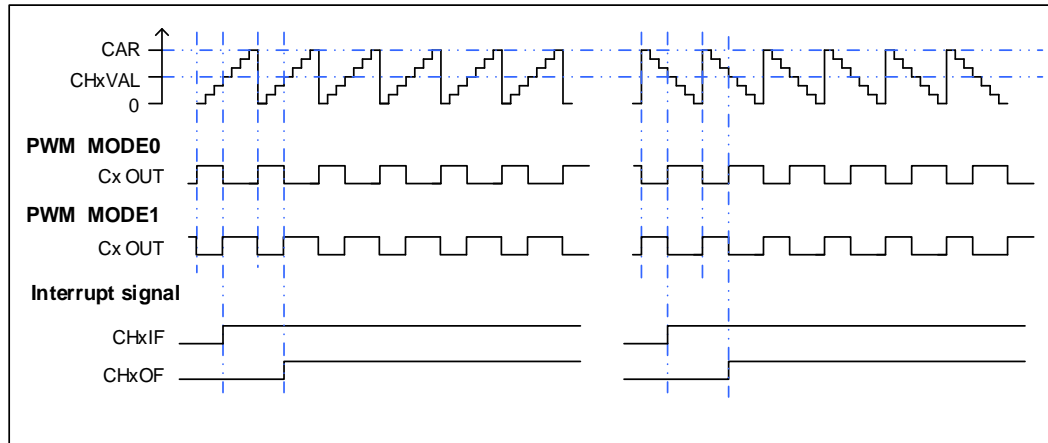 CAR
CHxVAL
0
PWM MODE0
Cx OUT
PWM MODE1
Cx OUT
Interrupt signal
CHxIF
CHxOF